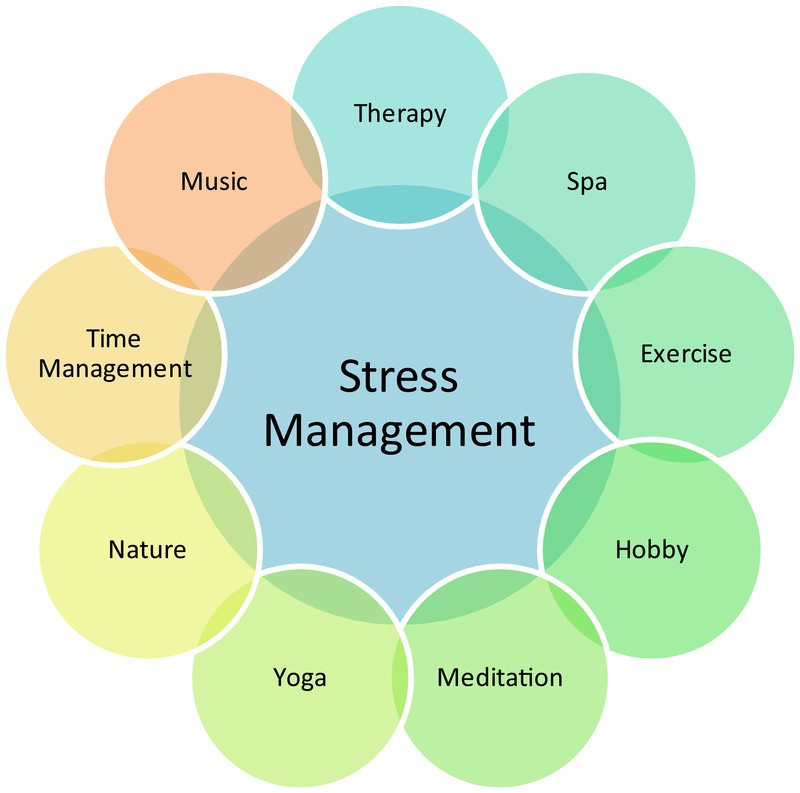 Therapy
Spa
Exercise
Hobby
Meditation
Yoga
Nature
Time
Management
Music
Stress
Management